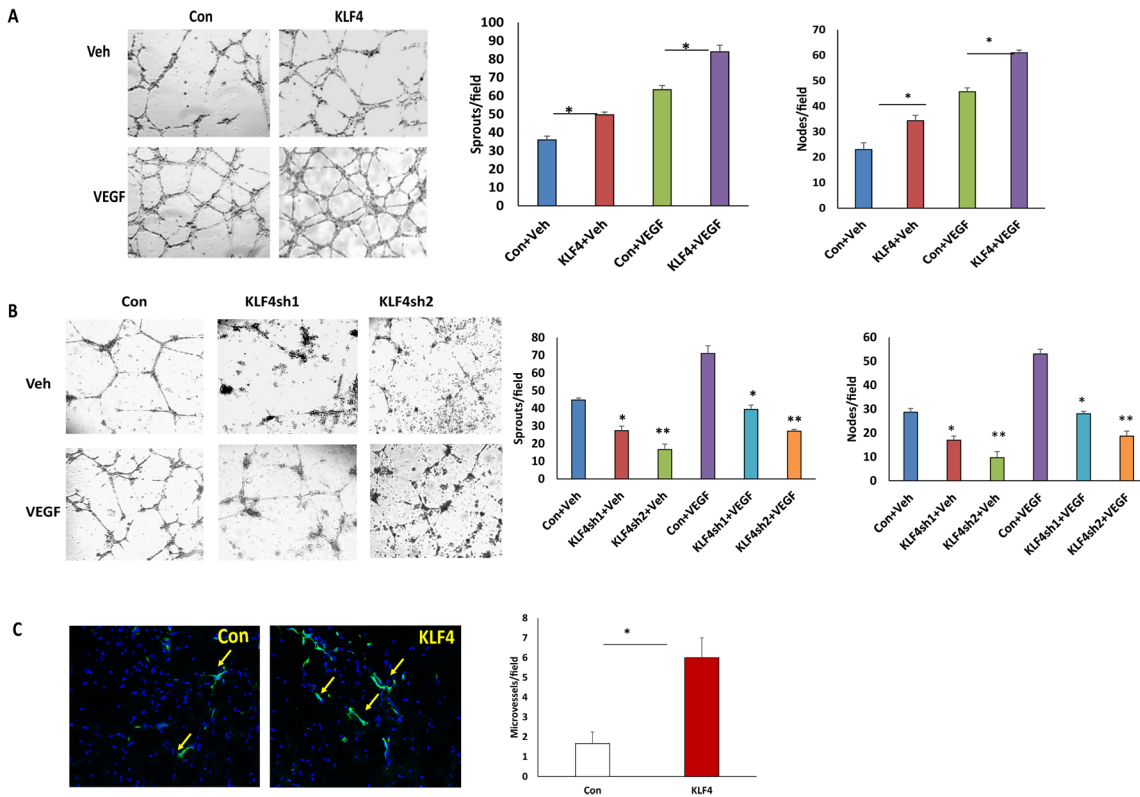 A
Con KLF4
Veh
VEGF
Sprouts/field
100
90
80
70
60
50
40
30
20
10
0
* *
Con+Veh KLF4+Veh Con+VEGF KLF4+VEGF
Nodes/field
70
60
50
40
30
20
10
0
* *
Con+Veh KLF4+Veh Con+VEGF KLF4+VEGF
B
Con KLF4sh1 KLF4sh2
Veh
VEGF
Sprouts/field
80
70
60
50
40
30
20
10
0
* ** * **
Con+Veh KLF4sh1+Veh KLF4sh2+Veh Con+VEGF KLF4sh1+VEGF KLF4sh2+VEGF
Nodes/field
60
50
40
30
20
10
0
* ** * **
Con+Veh KLF4sh1+Veh KLF4sh2+Veh Con+VEGF KLF4sh1+VEGF KLF4sh2+VEGF
C
Con KLF4
Microvessels/field
8
7
6
5
4
3
2
1
0
*
Con KLF4